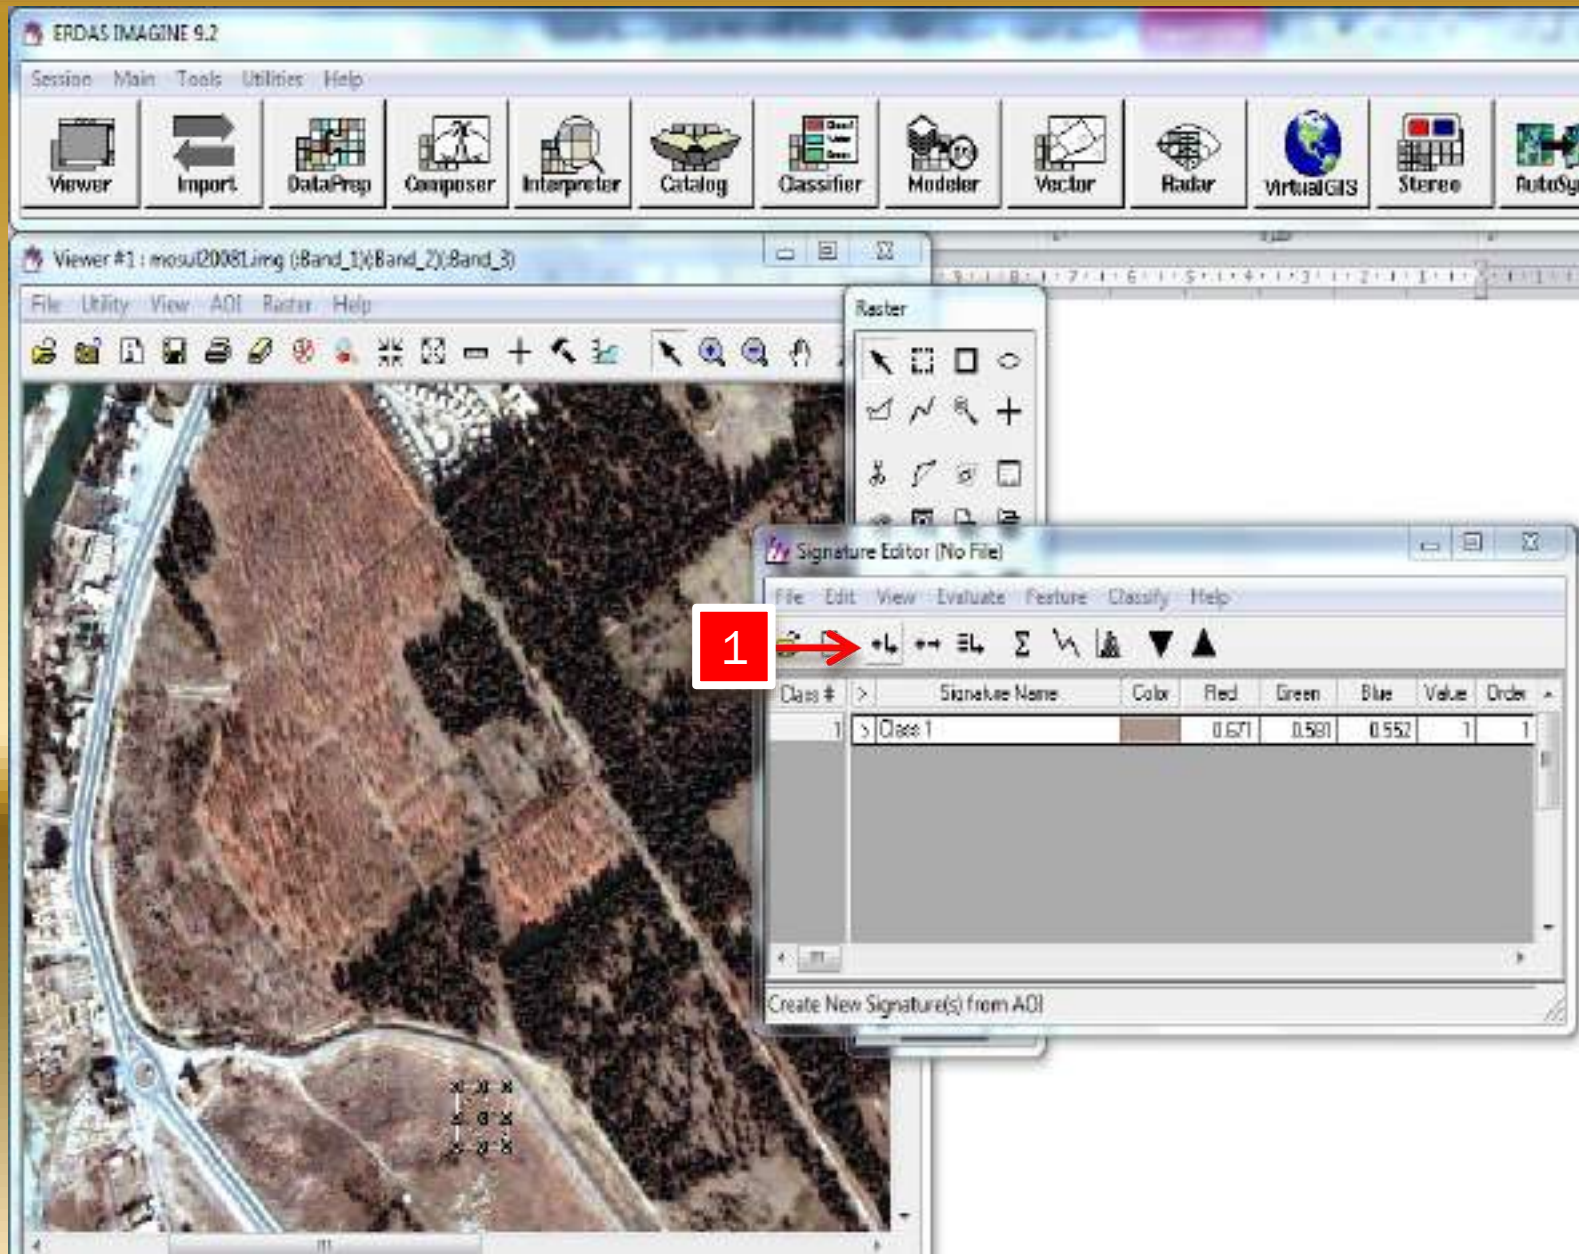 ERDAS IMAGINE 9.2
Session Main Tools Utilities Help
Viewer Import DataPrep Composer Interpreter Catalog Classifier Modeler Vector Radar VirtualGIS Stereo AutoSy
Viewer #1 : mosul20081.img (:Band_1)(:Band_2)(:Band_3)
File Utility View AOI Raster Help
Raster
Signature Editor (No File)
File Edit View Evaluate Feature Classify Help
1
Class # > Signature Name Color Red Green Blue Value Order
1 > Class 1 0.671 0.581 0.552 1 1
Create New Signature(s) from AOI